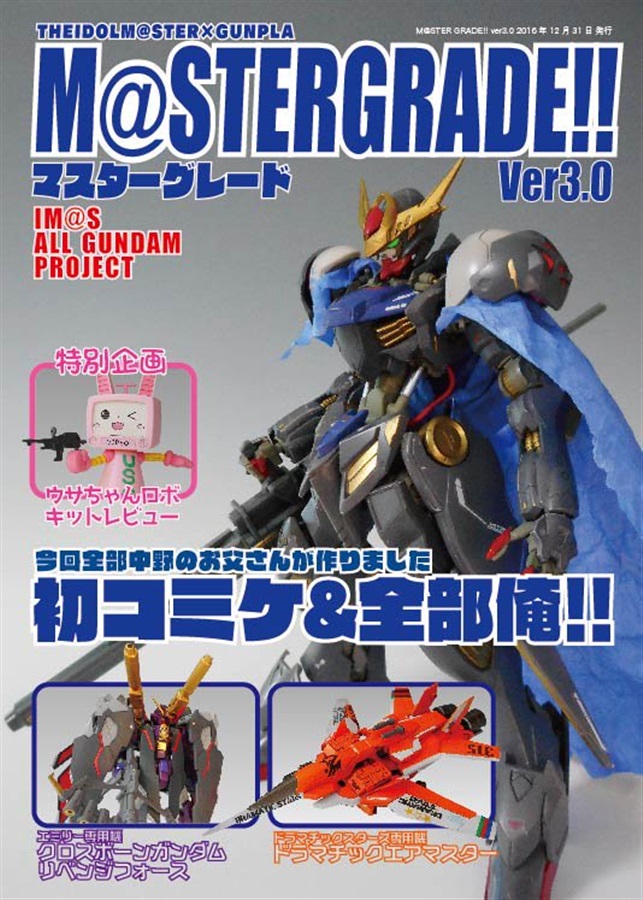 THEIDOLM@STER×GUNPLA
M@STER GRADE!! ver3.0 2016年12月31日発行
M@STERGRADE!!
マスターグレード
Ver3.0
IM@S
ALL GUNDAM
PROJECT
特別企画
ウサちゃんロボ
キットレビュー
今回全部中野のお父さんが作りました
初コミケ&全部俺!!
315
DRAMATIC STARS
エミリー専用機
クロスボーンガンダム
リベンジフォース
ドラマチックスターズ専用機
ドラマチックエアマスター